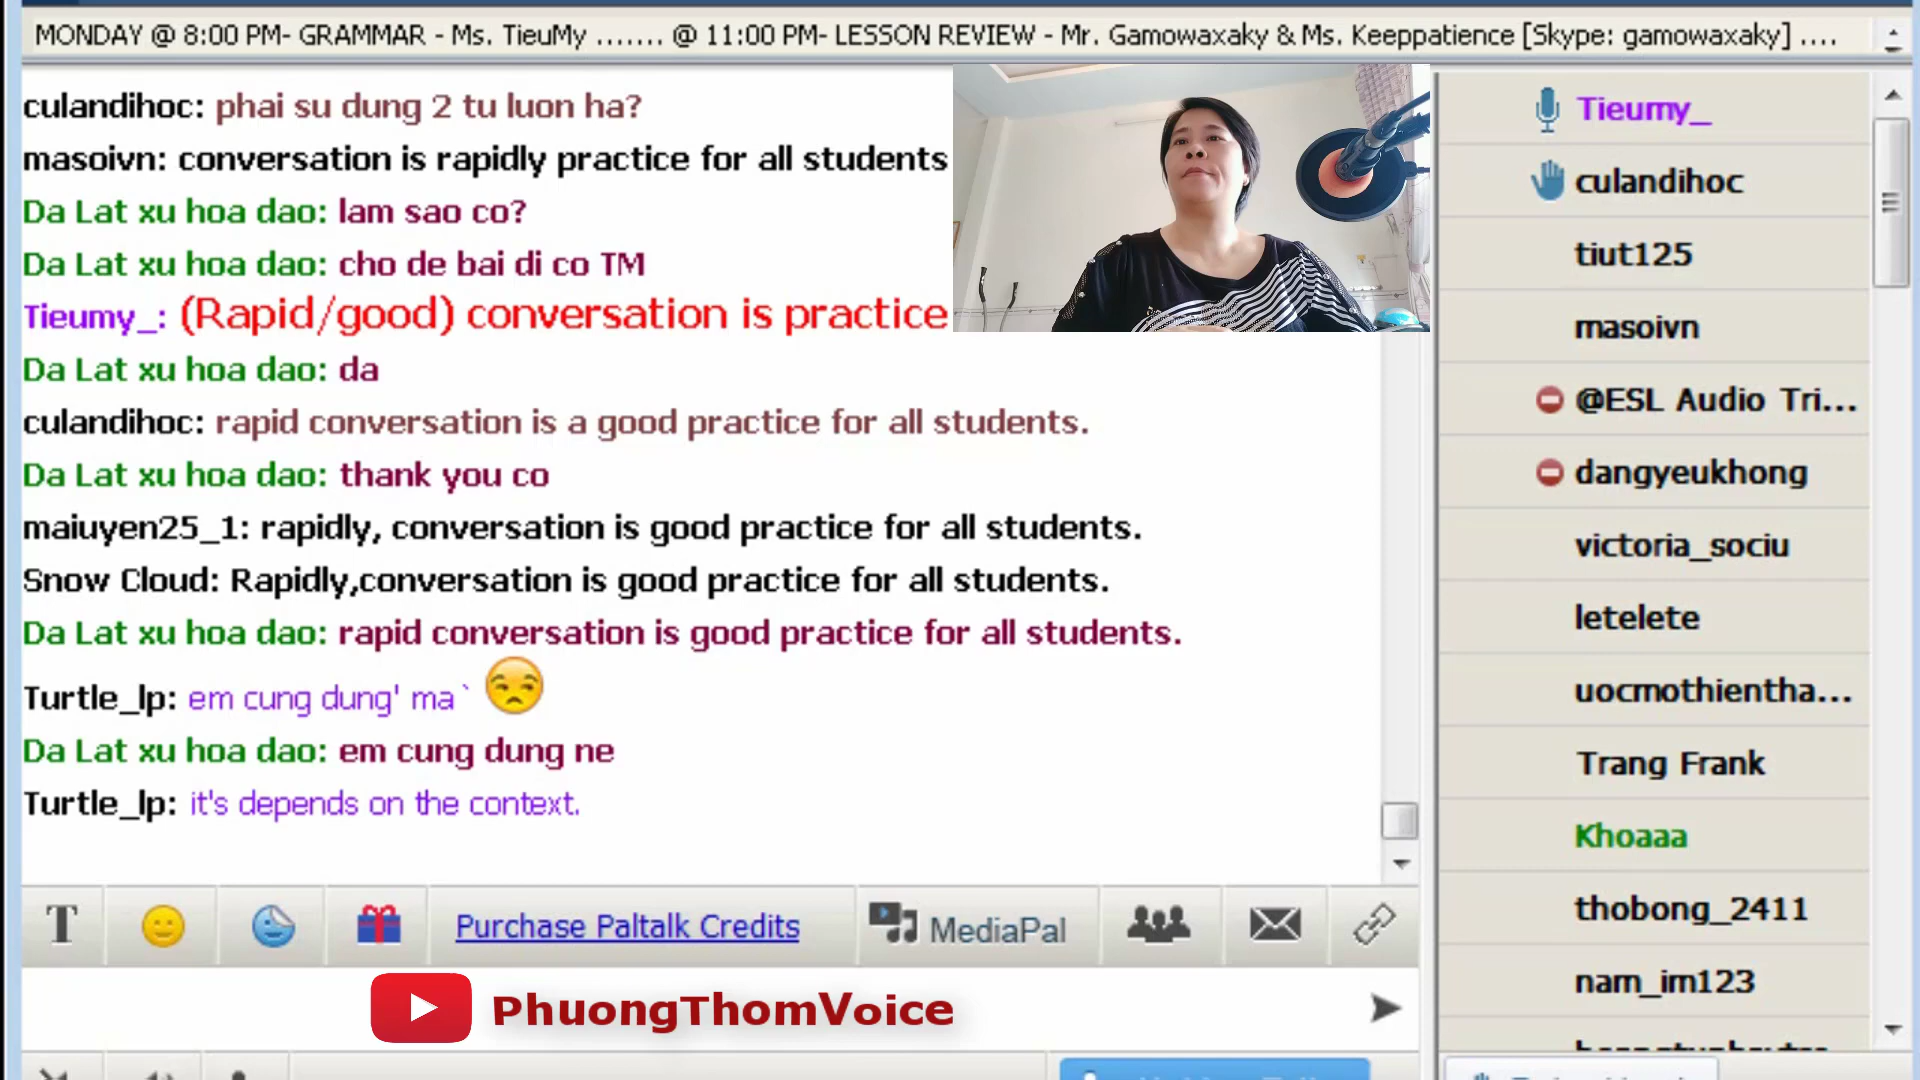 MONDAY @ 8:00 PM- GRAMMAR - Ms. TieuMy ....... @ 11:00 PM- LESSON REVIEW - Mr. Gamowaxaky & Ms. Keeppatience [Skype: gamowaxaky] ....
culandihoc: phai su dung 2 tu luon ha?
masoivn: conversation is rapidly practice for all students
Da Lat xu hoa dao: lam sao co?
Da Lat xu hoa dao: cho de bai di co TM
Tieumy_: (Rapid/good) conversation is practice
Da Lat xu hoa dao: da
culandihoc: rapid conversation is a good practice for all students.
Da Lat xu hoa dao: thank you co
maiuyen25_1: rapidly, conversation is good practice for all students.
Snow Cloud: Rapidly,conversation is good practice for all students.
Da Lat xu hoa dao: rapid conversation is good practice for all students.
Turtle_lp: em cung dung' ma`
Da Lat xu hoa dao: em cung dung ne
Turtle_lp: it's depends on the context.
T
Purchase Paltalk Credits
MediaPal
PhuongThomVoice
Tieumy_
culandihoc
tiut125
masoivn
@ESL Audio Tri...
dangyeukhong
victoria_sociu
letelete
uocmothientha...
Trang Frank
Khoaaa
thobong_2411
nam_im123